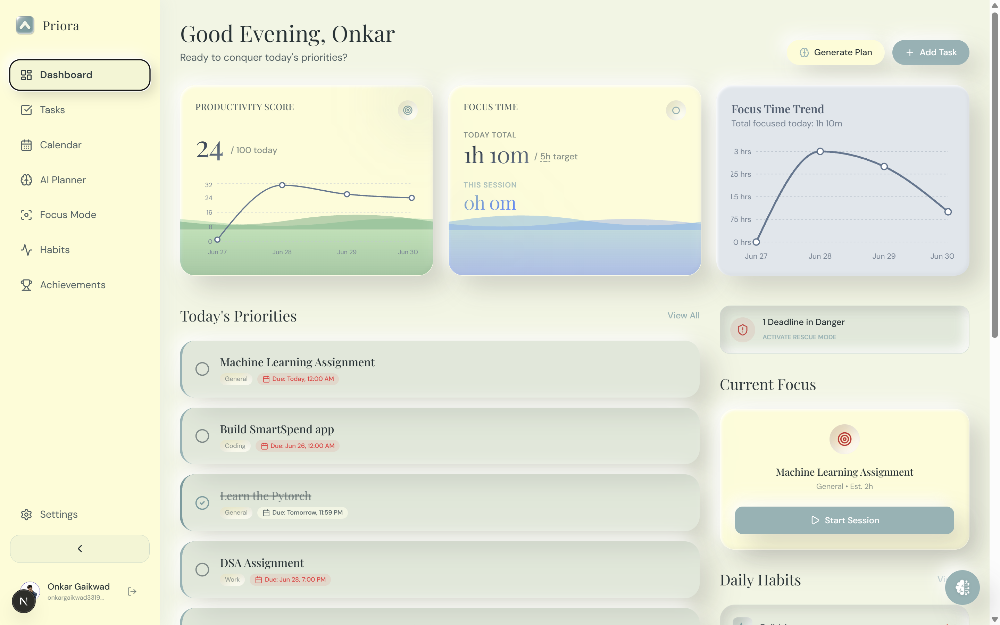 Priora
Dashboard
Tasks
Calendar
AI Planner
Focus Mode
Habits
Achievements
Settings
Onkar Gaikwad
onkargaikwad3319...
N
Good Evening, Onkar
Ready to conquer today's priorities?
Generate Plan
Add Task
PRODUCTIVITY SCORE
24 / 100 today
32
24
16
8
0
Jun 27 Jun 28 Jun 29 Jun 30
FOCUS TIME
TODAY TOTAL
1h 10m / 5h target
THIS SESSION
0h 0m
Focus Time Trend
Total focused today: 1h 10m
3 hrs
25 hrs
.5 hrs
75 hrs
0 hrs
Jun 27 Jun 28 Jun 29 Jun 30
Today's Priorities
View All
Machine Learning Assignment
General Due: Today, 12:00 AM
Build SmartSpend app
Coding Due: Jun 26, 12:00 AM
Learn the Pytorch
General Due: Tomorrow, 11:59 PM
DSA Assignment
Work Due: Jun 28, 7:00 PM
1 Deadline in Danger
ACTIVATE RESCUE MODE
Current Focus
Machine Learning Assignment
General • Est. 2h
Start Session
Daily Habits